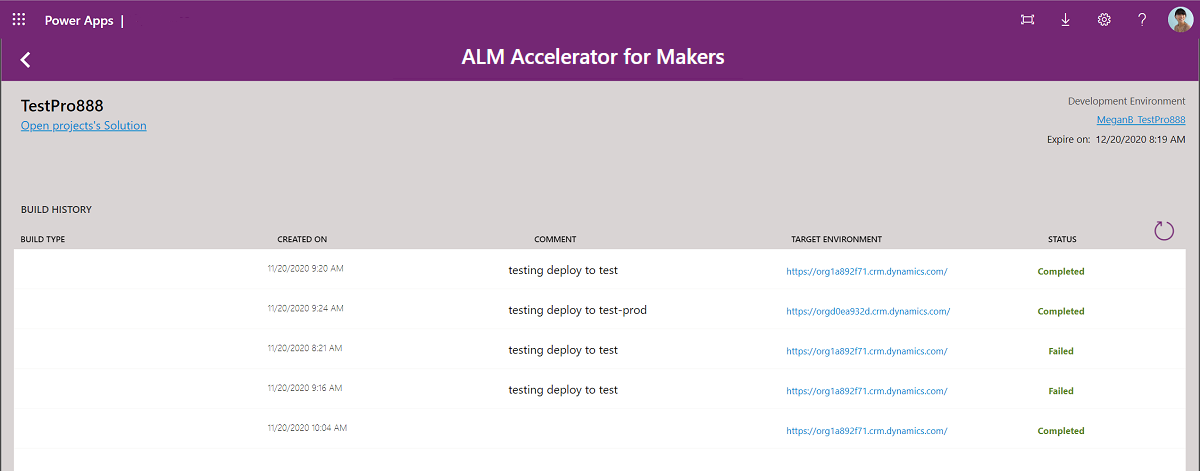 Power Apps |
ALM Accelerator for Makers
TestPro888
Open projects's Solution
Development Environment
MeganB_TestPro888
Expire on: 12/20/2020 8:19 AM
BUILD HISTORY
BUILD TYPE CREATED ON COMMENT TARGET ENVIRONMENT STATUS
11/20/2020 9:20 AM testing deploy to test https://org1a892f71.crm.dynamics.com/ Completed
11/20/2020 9:24 AM testing deploy to test-prod https://orgd0ea932d.crm.dynamics.com/ Completed
11/20/2020 8:21 AM testing deploy to test https://org1a892f71.crm.dynamics.com/ Failed
11/20/2020 9:16 AM testing deploy to test https://org1a892f71.crm.dynamics.com/ Failed
11/20/2020 10:04 AM https://org1a892f71.crm.dynamics.com/ Completed